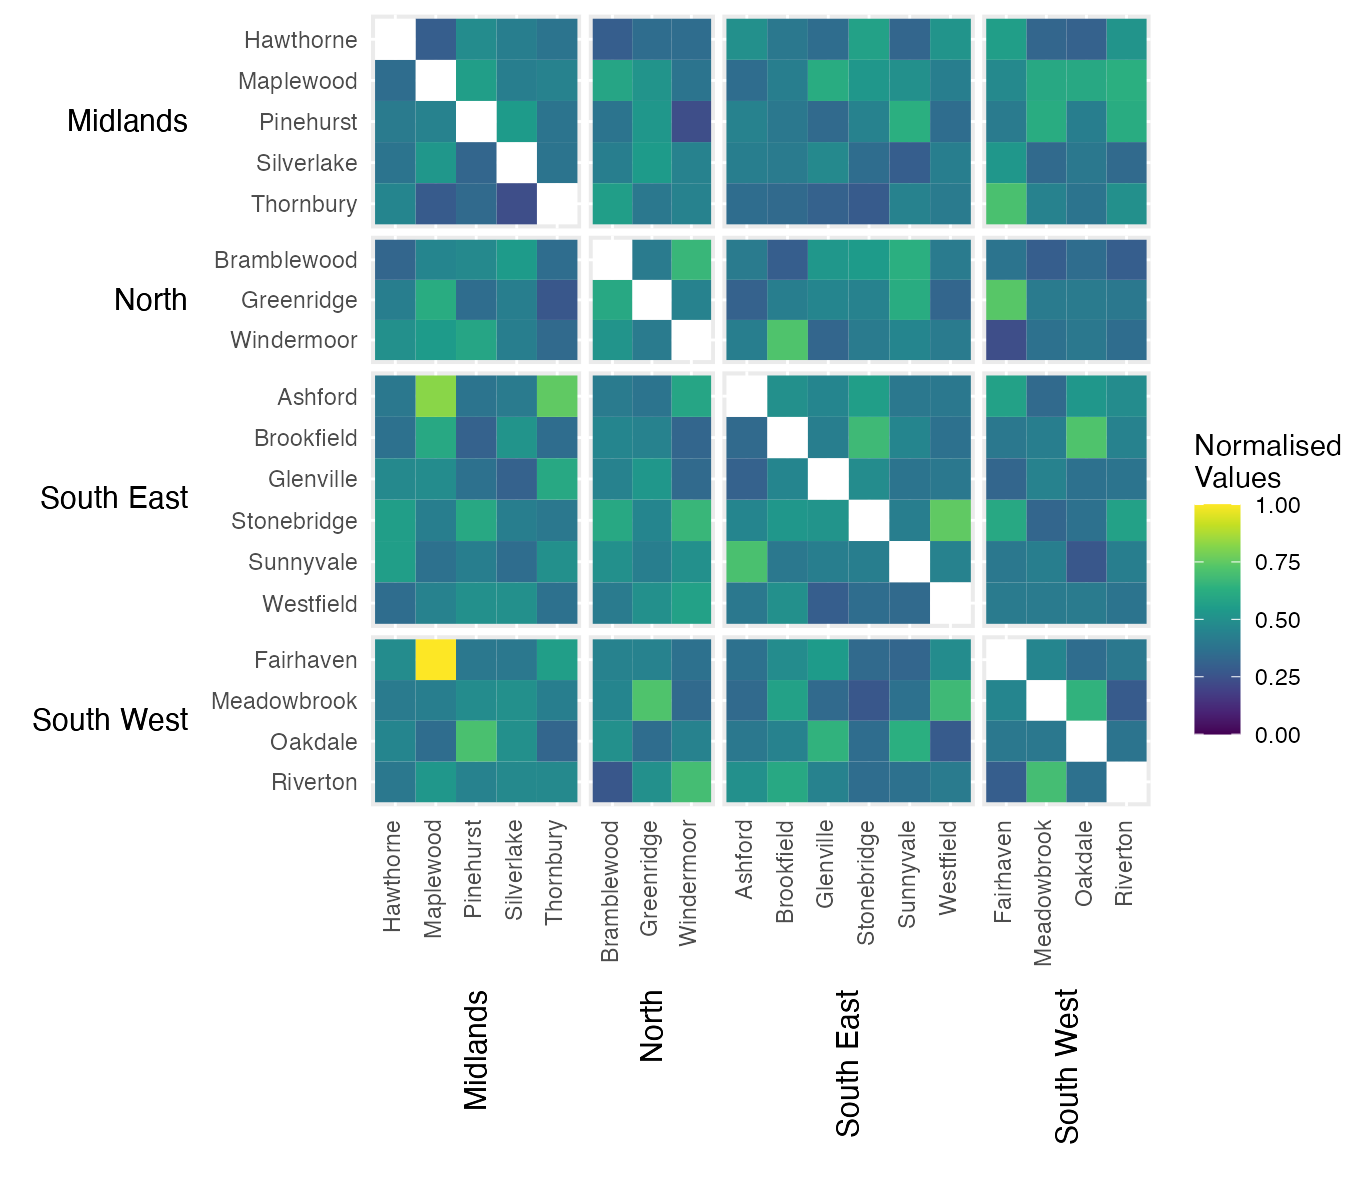 Midlands
Hawthorne
Maplewood
Pinehurst
Silverlake
Thornbury
North
Bramblewood
Greenridge
Windermoor
South East
Ashford
Brookfield
Glenville
Stonebridge
Sunnyvale
Westfield
South West
Fairhaven
Meadowbrook
Oakdale
Riverton
Hawthorne
Maplewood
Pinehurst
Silverlake
Thornbury
Bramblewood
Greenridge
Windermoor
Ashford
Brookfield
Glenville
Stonebridge
Sunnyvale
Westfield
Fairhaven
Meadowbrook
Oakdale
Riverton
Midlands
North
South East
South West
Normalised
Values
1.00
0.75
0.50
0.25
0.00